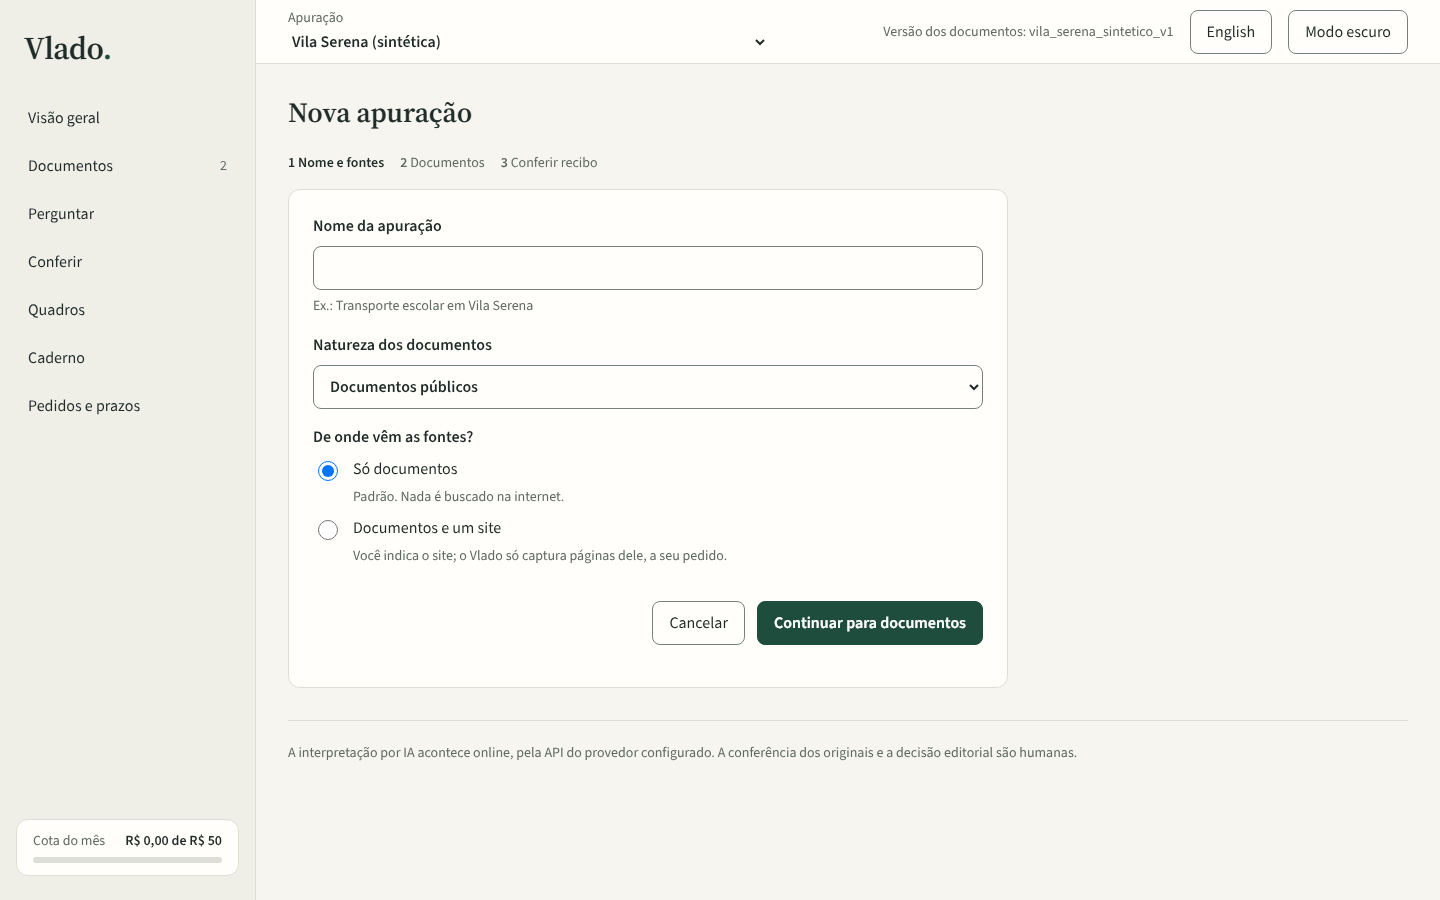 Vlado.
Visão geral
Documentos 2
Perguntar
Conferir
Quadros
Caderno
Pedidos e prazos
Cota do mês R$ 0,00 de R$ 50
Apuração
Vila Serena (sintética)
Versão dos documentos: vila_serena_sintetico_v1
English
Modo escuro
Nova apuração
1 Nome e fontes 2 Documentos 3 Conferir recibo
Nome da apuração
Ex.: Transporte escolar em Vila Serena
Natureza dos documentos
Documentos públicos
De onde vêm as fontes?
Só documentos
Padrão. Nada é buscado na internet.
Documentos e um site
Você indica o site; o Vlado só captura páginas dele, a seu pedido.
Cancelar
Continuar para documentos
A interpretação por IA acontece online, pela API do provedor configurado. A conferência dos originais e a decisão editorial são humanas.